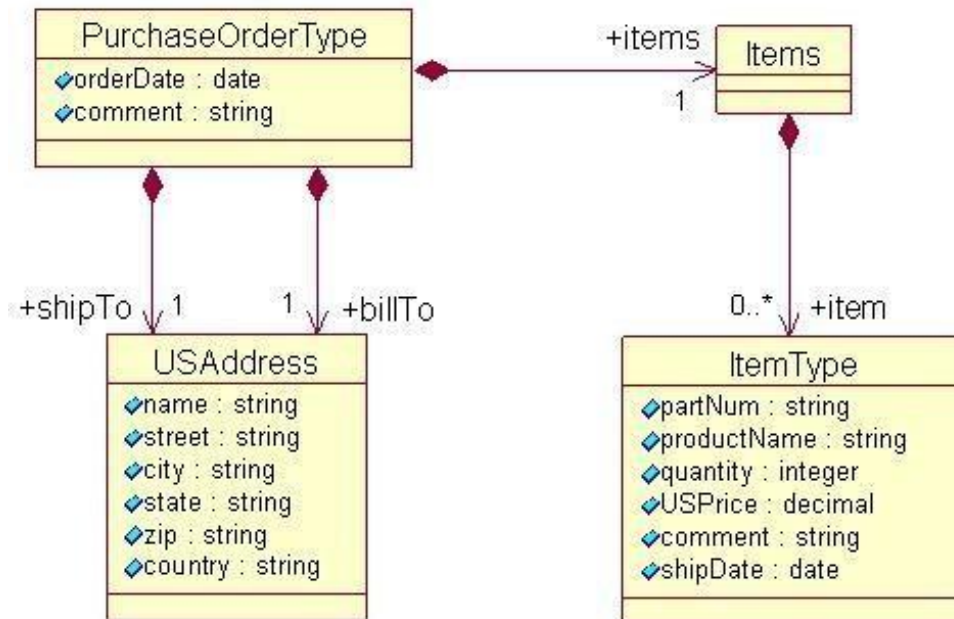 PurchaseOrderType
orderDate : date
comment : string
+items
1
Items
+shipTo
1
1
+billTo
0..*
+item
USAddress
name : string
street : string
city : string
state : string
zip : string
country : string
ItemType
partNum : string
productName : string
quantity : integer
USPrice : decimal
comment : string
shipDate : date